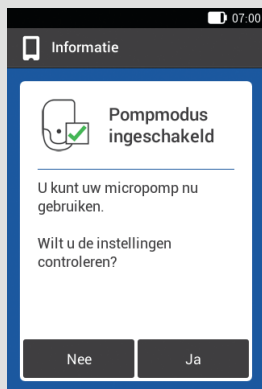 07:00
Informatie
Pompmodus
ingeschakeld
U kunt uw micropomp nu
gebruiken.
Wilt u de instellingen
controleren?
Nee
Ja